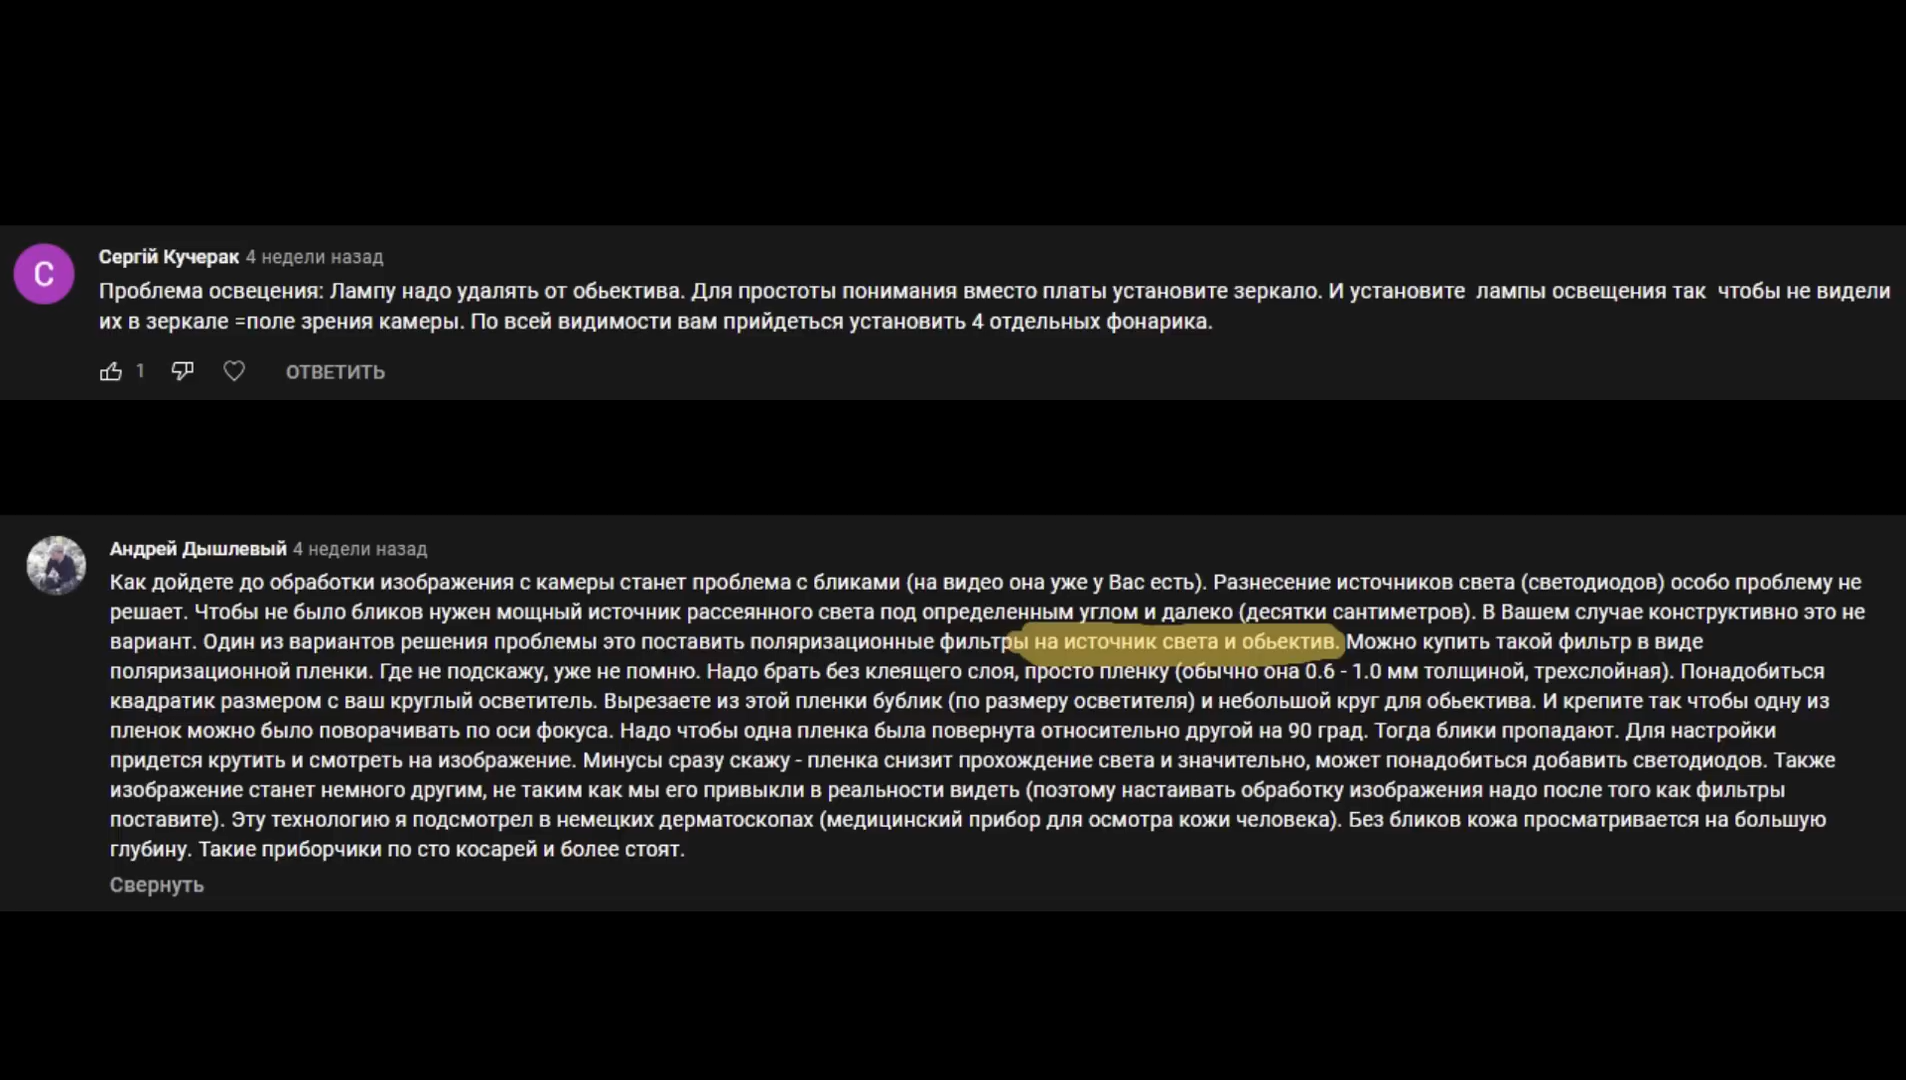 С
Сергій Кучерак 4 недели назад
Проблема освецения: Лампу надо удалять от обьектива. Для простоты понимания вместо платы установите зеркало. И установите лампы освещения так чтобы не видели
их в зеркале =поле зрения камеры. По всей видимости вам прийдеться установить 4 отдельных фонарика.
1 ОТВЕТИТЬ
Андрей Дышлевый 4 недели назад
Как дойдете до обработки изображения с камеры станет проблема с бликами (на видео она уже у Вас есть). Разнесение источников света (светодиодов) особо проблему не
решает. Чтобы не было бликов нужен мощный источник рассеянного света под определенным углом и далеко (десятки сантиметров). В Вашем случае конструктивно это не
вариант. Один из вариантов решения проблемы это поставить поляризационные фильтры на источник света и обьектив. Можно купить такой фильтр в виде
поляризационной пленки. Где не подскажу, уже не помню. Надо брать без клеящего слоя, просто пленку (обычно она 0.6 - 1.0 мм толщиной, трехслойная). Понадобиться
квадратик размером с ваш круглый осветитель. Вырезаете из этой пленки бублик (по размеру осветителя) и небольшой круг для обьектива. И крепите так чтобы одну из
пленок можно было поворачивать по оси фокуса. Надо чтобы одна пленка была повернута относительно другой на 90 град. Тогда блики пропадают. Для настройки
придется крутить и смотреть на изображение. Минусы сразу скажу - пленка снизит прохождение света и значительно, может понадобиться добавить светодиодов. Также
изображение станет немного другим, не таким как мы его привыкли в реальности видеть (поэтому настаивать обработку изображения надо после того как фильтры
поставите). Эту технологию я подсмотрел в немецких дерматоскопах (медицинский прибор для осмотра кожи человека). Без бликов кожа просматривается на большую
глубину. Такие приборчики по сто косарей и более стоят.
Свернуть